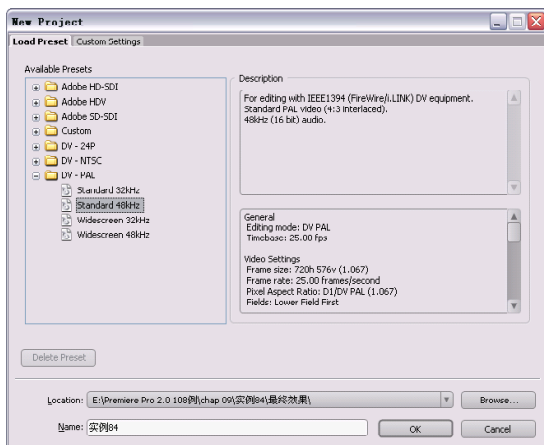 New Project
Load Preset Custom Settings
Available Presets
Adobe HD-SDI
Adobe HDV
Adobe SD-SDI
Custom
DV - 24P
DV - NTSC
DV - PAL
Standard 32kHz
Standard 48kHz
Widescreen 32kHz
Widescreen 48kHz
Description
For editing with IEEE1394 (FireWire/i.LINK) DV equipment.
Standard PAL video (4:3 interlaced).
48kHz (16 bit) audio.
General
Editing mode: DV PAL
Timebase: 25.00 fps
Video Settings
Frame size: 720h 576v (1.067)
Frame rate: 25.00 frames/second
Pixel Aspect Ratio: D1/DV PAL (1.067)
Fields: Lower Field First
Delete Preset
Location: E:\Premiere Pro 2.0 108例\chap 09\实例84\最终效果\ Browse...
Name: 实例84 OK Cancel